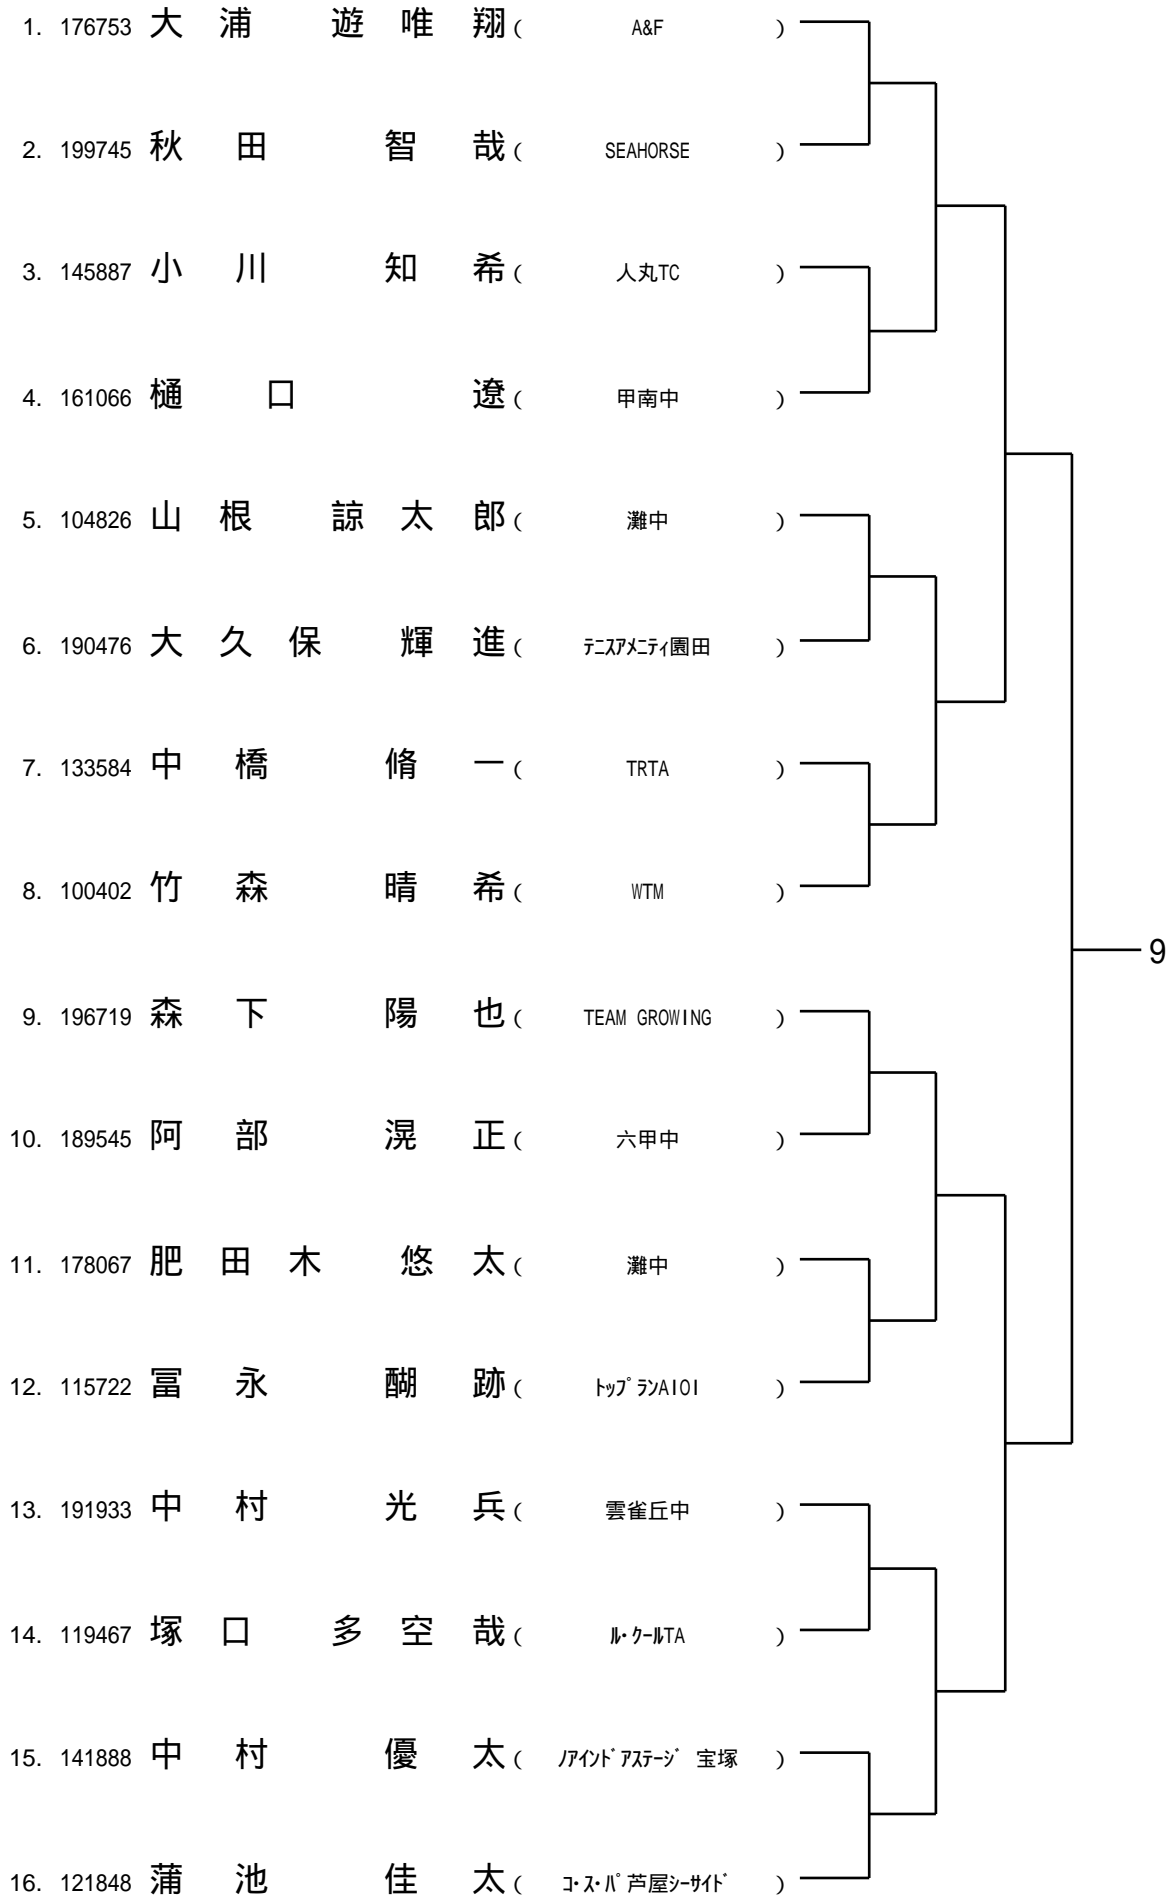 1. 176753 大浦 遊唯翔 ( A&F )
2. 199745 秋田 智哉 ( SEAHORSE )
3. 145887 小川 知希 ( 人丸TC )
4. 161066 樋口 遼 ( 甲南中 )
5. 104826 山根 諒太郎 ( 灘中 )
6. 190476 大久保 輝進 ( ﾃﾆｽｱﾒﾆﾃｨ園田 )
7. 133584 中橋 脩一 ( TRTA )
8. 100402 竹森 晴希 ( WTM )
9
9. 196719 森下 陽也 ( TEAM GROWING )
10. 189545 阿部 滉正 ( 六甲中 )
11. 178067 肥田木 悠太 ( 灘中 )
12. 115722 冨永 醐跡 ( ﾄｯﾌﾟﾗﾝAIOI )
13. 191933 中村 光兵 ( 雲雀丘中 )
14. 119467 塚口 多空哉 ( ﾙ･ｸｰﾙTA )
15. 141888 中村 優太 ( ﾉｱｲﾝﾄﾞｱｽﾃｰｼﾞ宝塚 )
16. 121848 蒲池 佳太 ( ｺ･ｽ･ﾊﾟ芦屋ｼｰｻｲﾄﾞ )